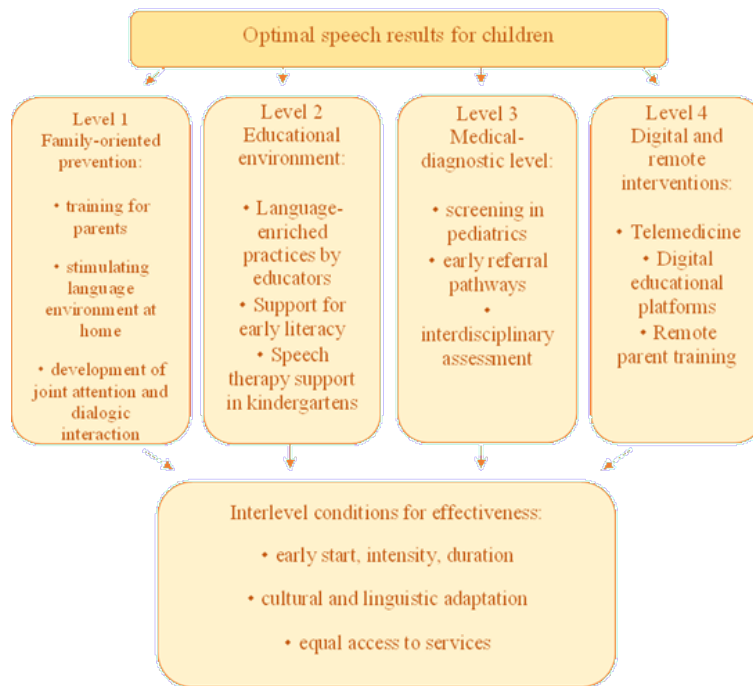 Optimal speech results for children
Level 1
Family-oriented
prevention:
• training for
parents
• stimulating
language
environment at
home
• development of
joint attention and
dialogic
interaction
Level 2
Educational
environment:
• Language-
enriched
practices by
educators
• Support for
early literacy
• Speech
therapy support
in kindergartens
Level 3
Medical-
diagnostic level:
• screening in
pediatrics
• early referral
pathways
•
interdisciplinary
assessment
Level 4
Digital and
remote
interventions:
• Telemedicine
• Digital
educational
platforms
• Remote
parent training
Interlevel conditions for effectiveness:
• early start, intensity, duration
• cultural and linguistic adaptation
• equal access to services